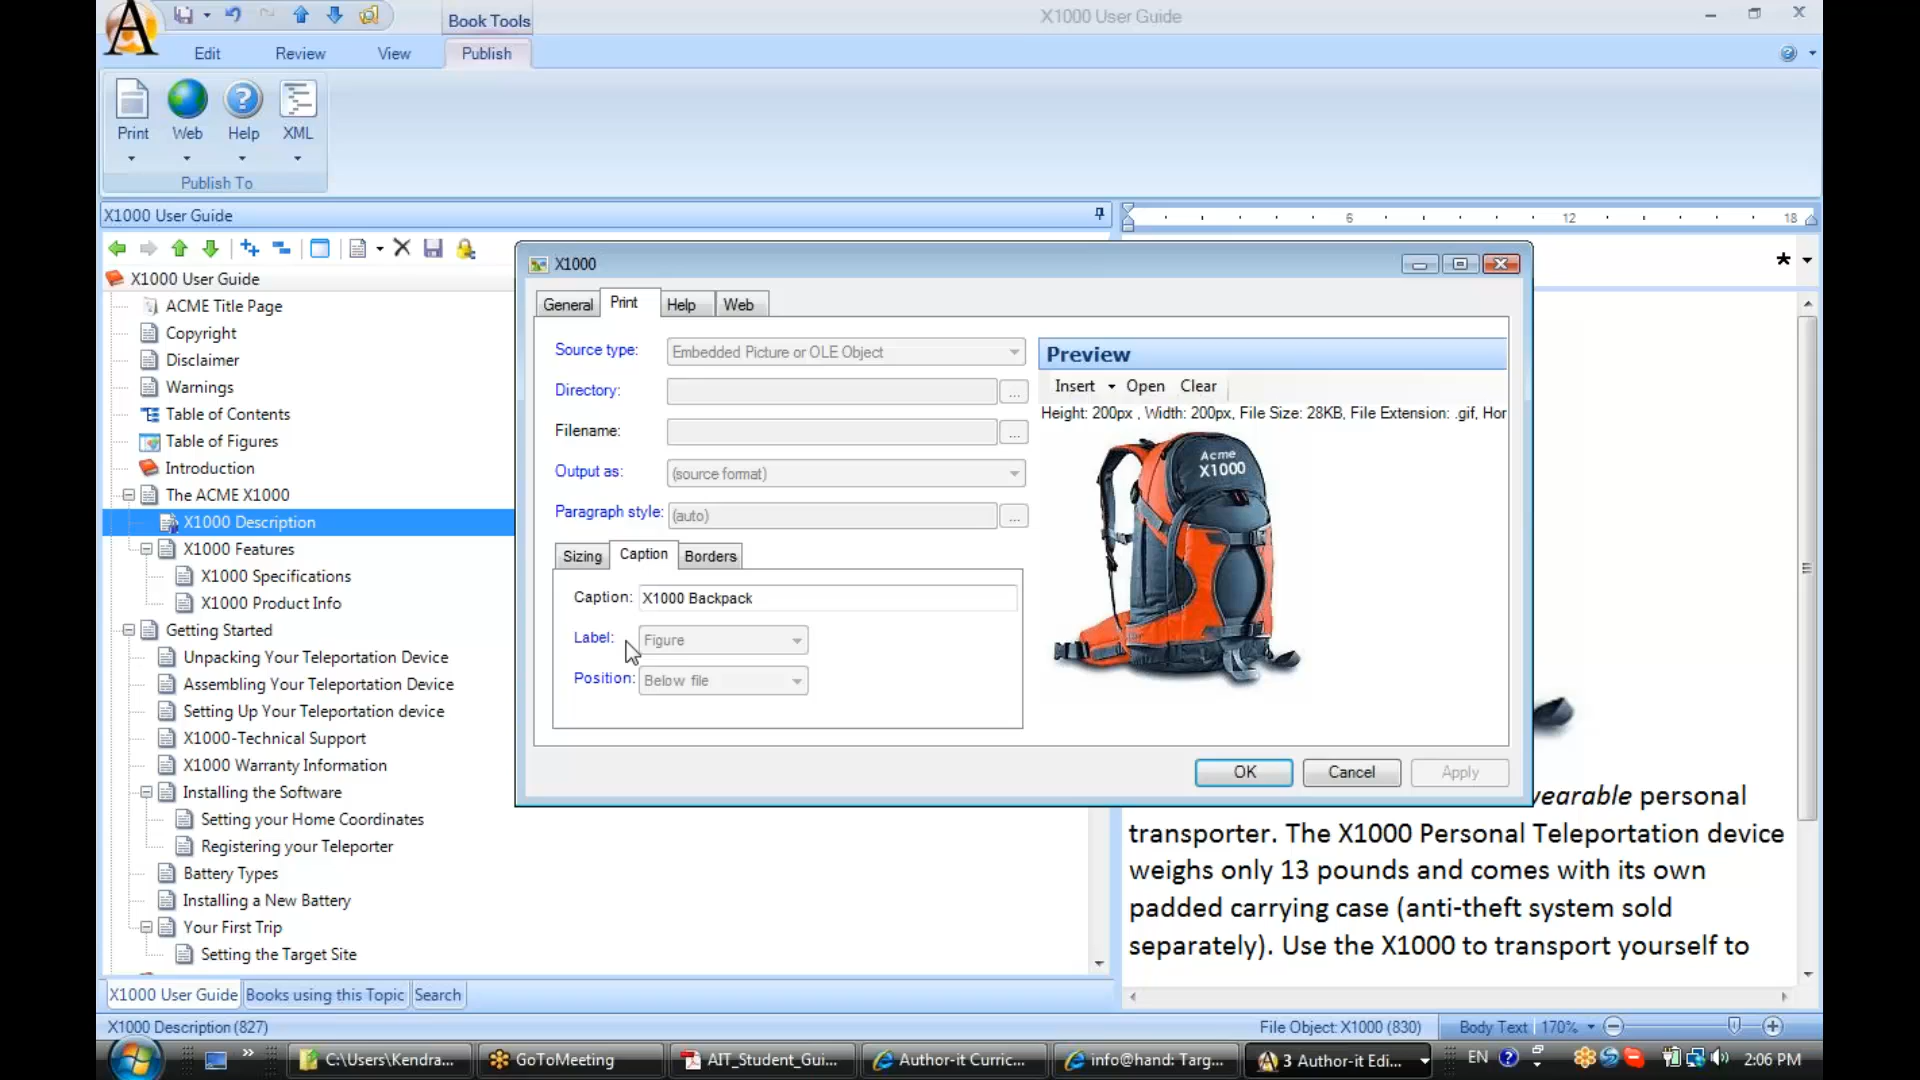 Book Tools
X1000 User Guide
Edit
Review
View
Publish
Print
Web
Help
XML
Publish To
X1000 User Guide
6
12
18
X1000 User Guide
ACME Title Page
Copyright
Disclaimer
Warnings
Table of Contents
Table of Figures
Introduction
The ACME X1000
X1000 Description
X1000 Features
X1000 Specifications
X1000 Product Info
Getting Started
Unpacking Your Teleportation Device
Assembling Your Teleportation Device
Setting Up Your Teleportation device
X1000-Technical Support
X1000 Warranty Information
Installing the Software
Setting your Home Coordinates
Registering your Teleporter
Battery Types
Installing a New Battery
Your First Trip
Setting the Target Site
X1000
General
Print
Help
Web
Source type:
Embedded Picture or OLE Object
Directory:
...
Filename:
...
Output as:
(source format)
Paragraph style:
(auto)
...
Sizing
Caption
Borders
Caption:
X1000 Backpack
Label:
Figure
Position:
Below file
Preview
Insert
Open
Clear
Height: 200px , Width: 200px, File Size: 28KB, File Extension: .gif, Hor
Acme
X1000
OK
Cancel
Apply
*
wearable personal
transporter. The X1000 Personal Teleportation device
weighs only 13 pounds and comes with its own
padded carrying case (anti-theft system sold
separately). Use the X1000 to transport yourself to
X1000 User Guide
Books using this Topic
Search
X1000 Description (827)
File Object: X1000 (830)
Body Text
170%
C:\Users\Kendra...
GoToMeeting
AIT_Student_Gui...
Author-it Curric...
info@hand: Targ...
3 Author-it Edi...
EN
2:06 PM